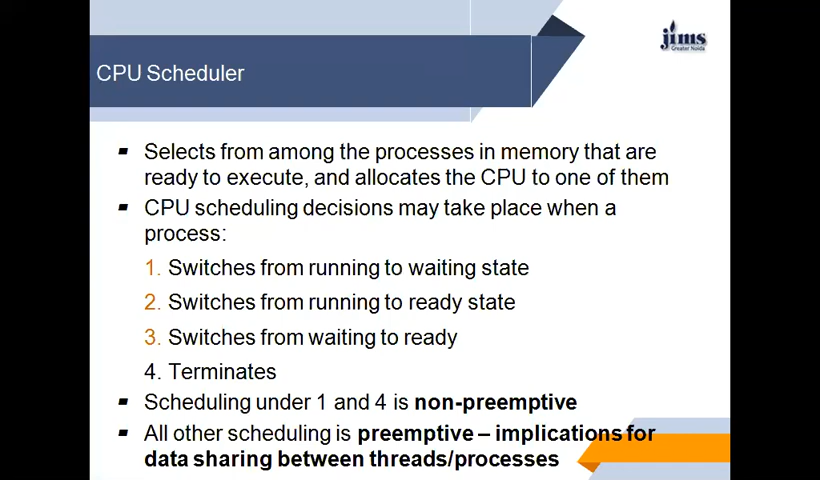 jims
Greater Noida
CPU Scheduler
▪ Selects from among the processes in memory that are
ready to execute, and allocates the CPU to one of them
▪ CPU scheduling decisions may take place when a
process:
1. Switches from running to waiting state
2. Switches from running to ready state
3. Switches from waiting to ready
4. Terminates
▪ Scheduling under 1 and 4 is non-preemptive
▪ All other scheduling is preemptive – implications for
data sharing between threads/processes